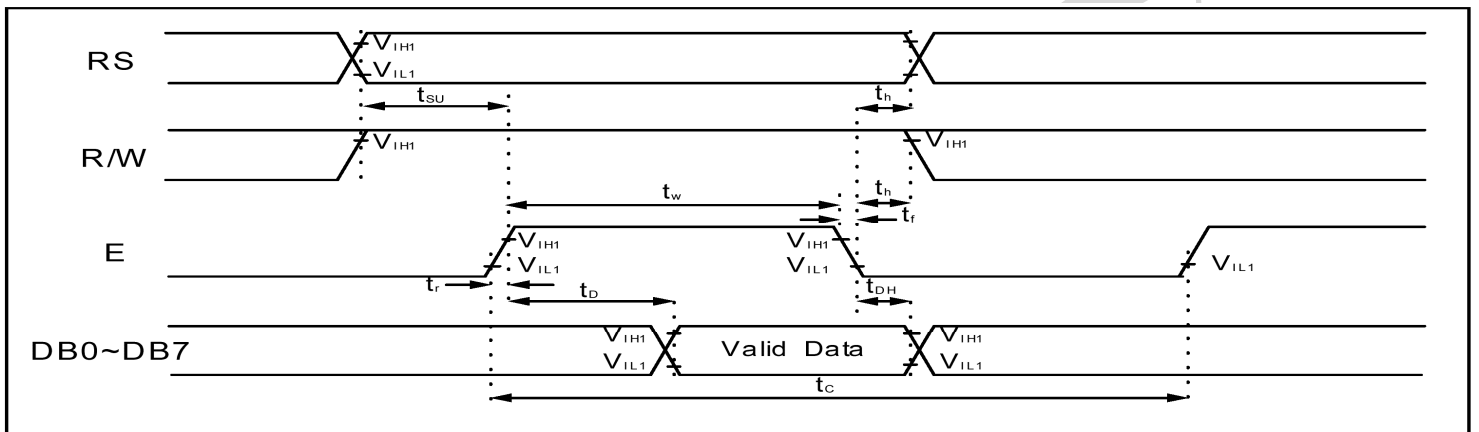 RS
VIH1
VIL1
tsu
th
R/W
VIH1
VIH1
tw
th
tf
E
VIH1
VIL1
VIH1
VIL1
VIL1
tr
tD
tDH
DB0~DB7
VIH1
VIL1
Valid Data
VIH1
VIL1
tC